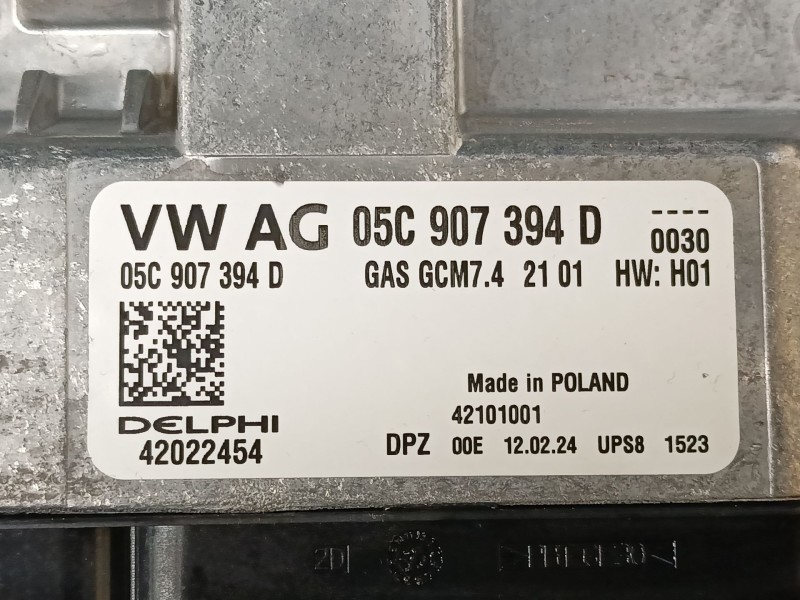 VW AG 05C 907 394 D
----
0030
05C 907 394 D GAS GCM7.4 21 01 HW: H01
Made in POLAND
DELPHI 42101001
42022454 DPZ 00E 12.02.24 UPS8 1523
2D